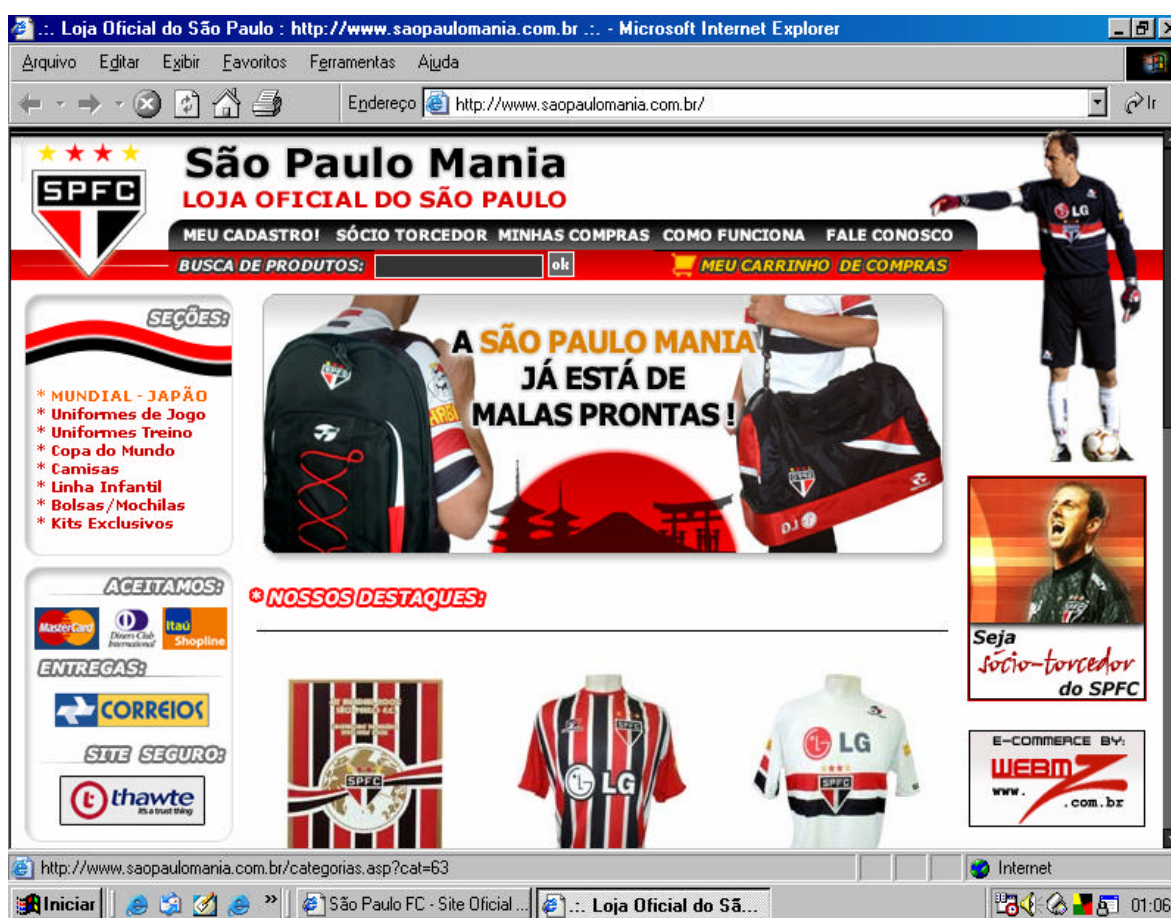 .:. Loja Oficial do São Paulo : http://www.saopaulomania.com.br .:. - Microsoft Internet Explorer
Arquivo Editar Exibir Favoritos Ferramentas Ajuda
Endereço http://www.saopaulomania.com.br/ Ir
SPFC
São Paulo Mania
LOJA OFICIAL DO SÃO PAULO
LG
MEU CADASTRO! SÓCIO TORCEDOR MINHAS COMPRAS COMO FUNCIONA FALE CONOSCO
BUSCA DE PRODUTOS: ok MEU CARRINHO DE COMPRAS
SEÇÕES:
* MUNDIAL - JAPÃO
* Uniformes de Jogo
* Uniformes Treino
* Copa do Mundo
* Camisas
* Linha Infantil
* Bolsas/Mochilas
* Kits Exclusivos
A SÃO PAULO MANIA
JÁ ESTÁ DE
MALAS PRONTAS !
ACEITAMOS:
MasterCard
Diners Club
International
Itaú
Shopline
ENTREGAS:
CORREIOS
SITE SEGURO:
thawte
it's a trust thing
* NOSSOS DESTAQUES:
SPFC
LG
SPFC
LG
SPFC
Seja
sócio-torcedor
do SPFC
E-COMMERCE BY:
WEBMZ
www.
.com.br
http://www.saopaulomania.com.br/categorias.asp?cat=63 Internet
Iniciar » São Paulo FC - Site Oficial ... .:. Loja Oficial do Sã... 01:06